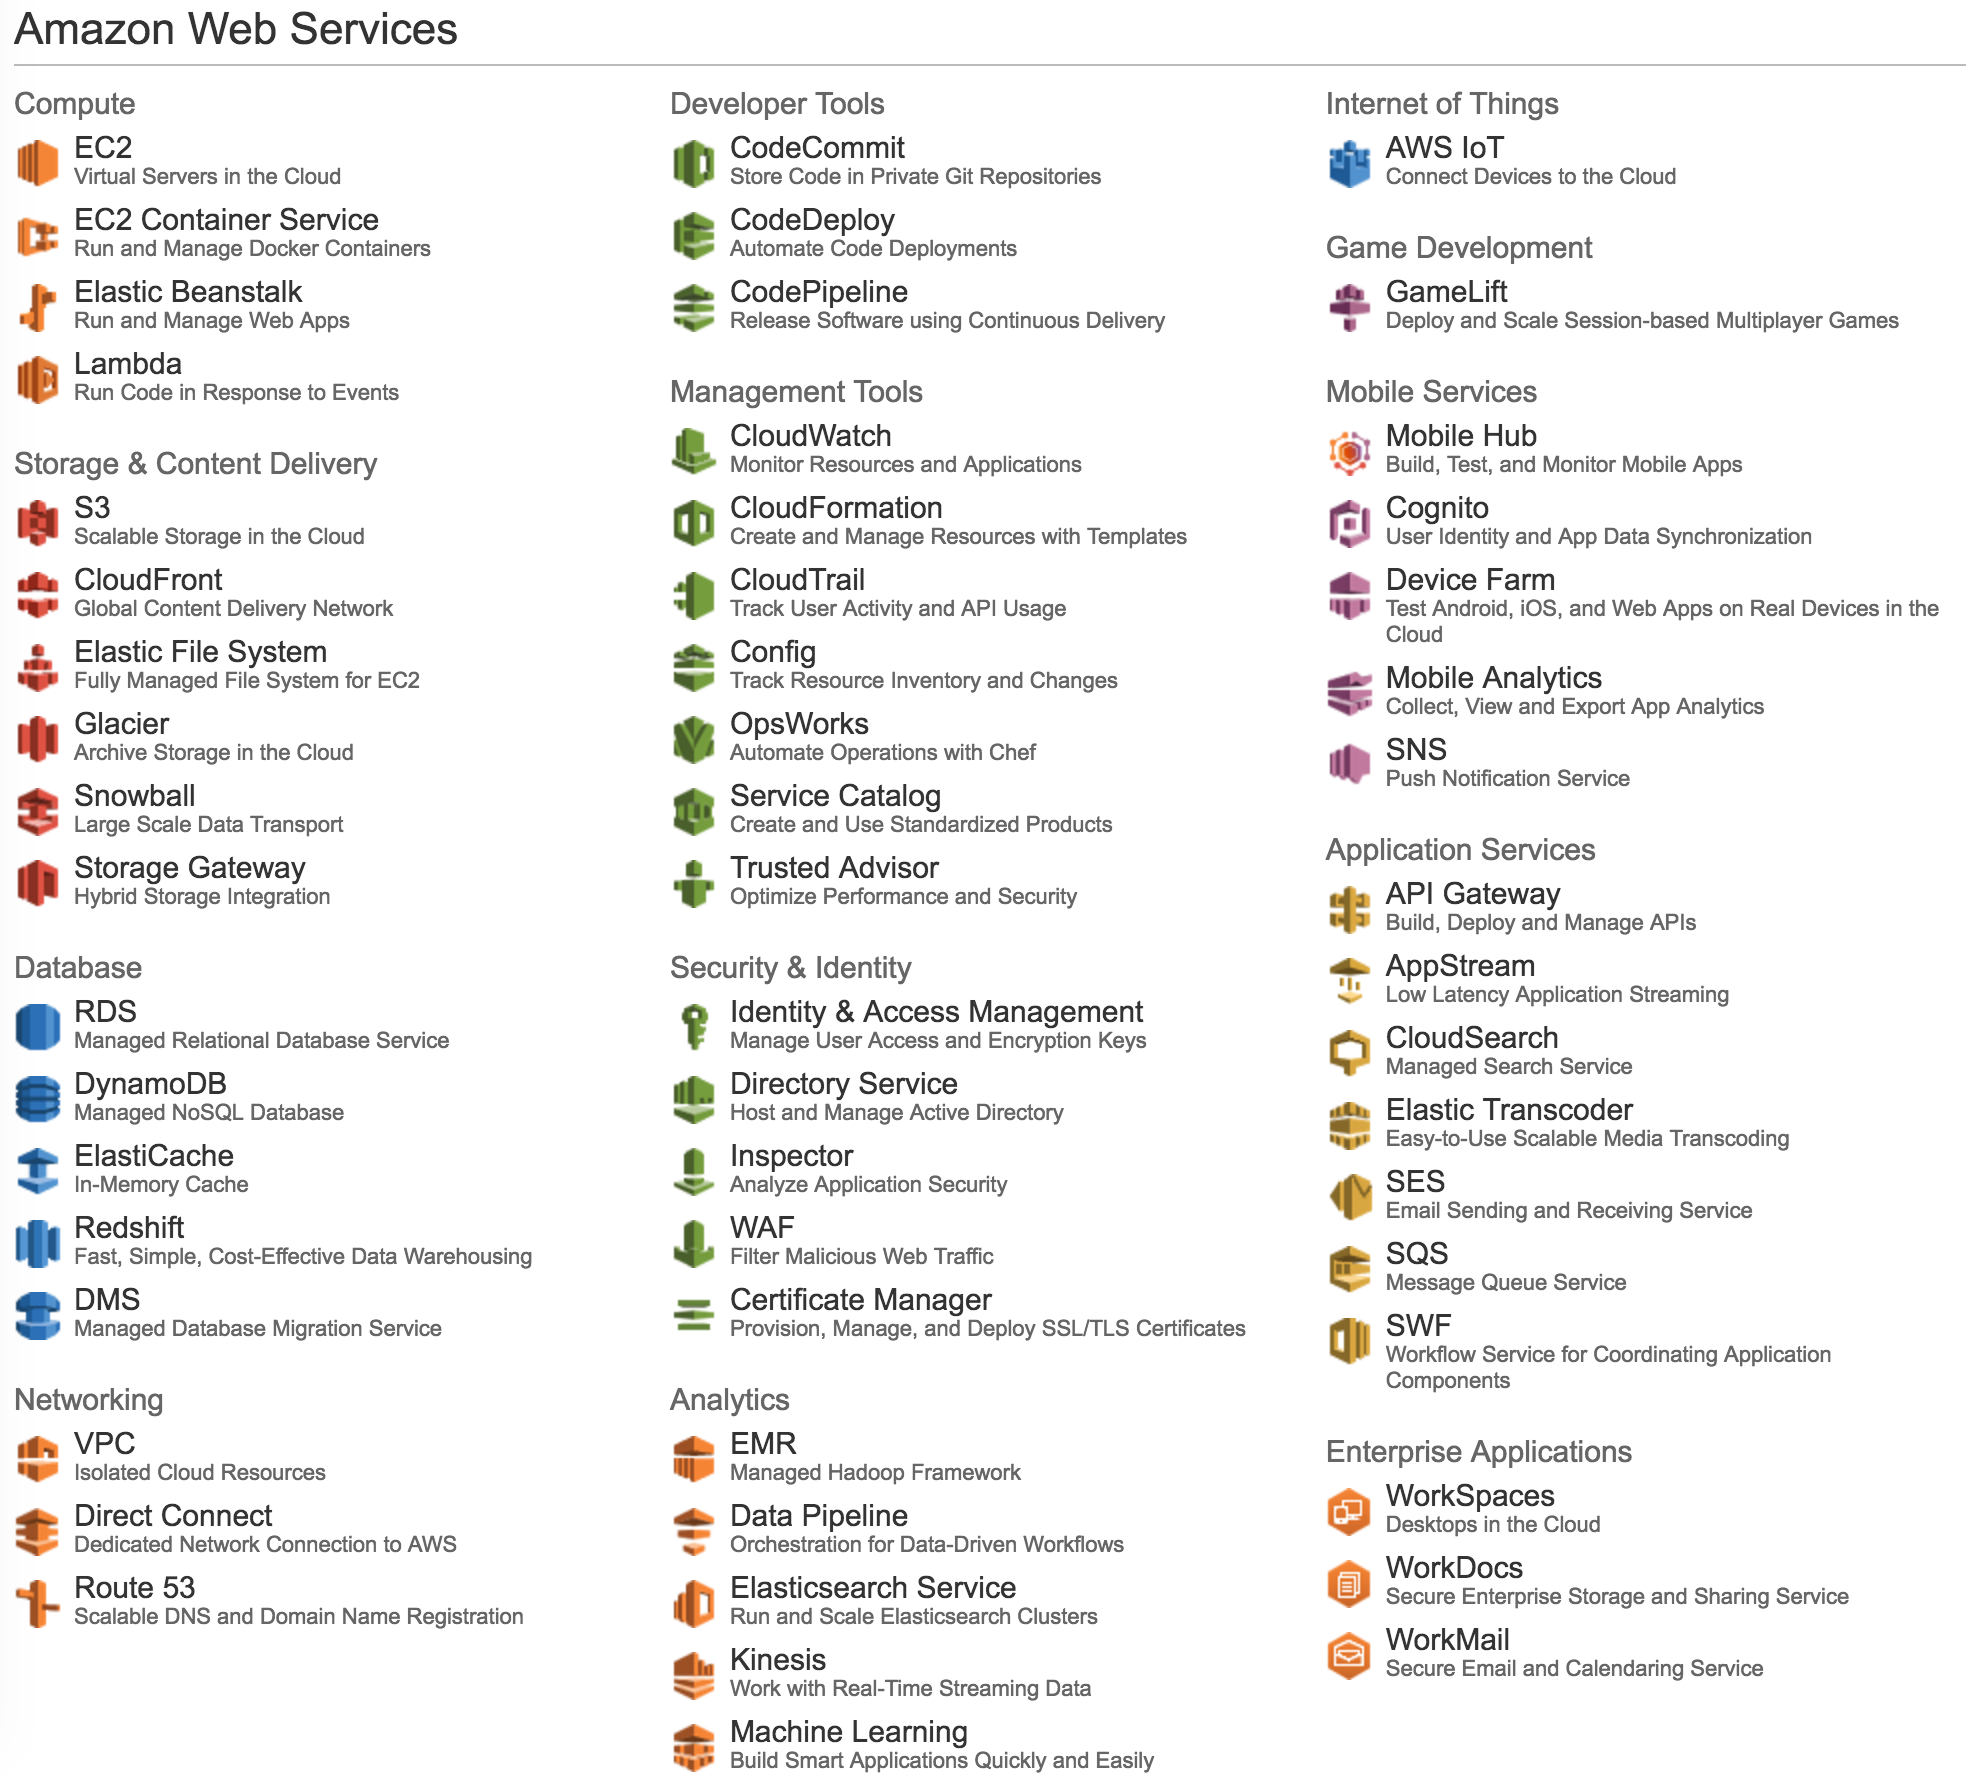 Amazon Web Services
Compute
EC2
Virtual Servers in the Cloud
EC2 Container Service
Run and Manage Docker Containers
Elastic Beanstalk
Run and Manage Web Apps
Lambda
Run Code in Response to Events
Storage & Content Delivery
S3
Scalable Storage in the Cloud
CloudFront
Global Content Delivery Network
Elastic File System
Fully Managed File System for EC2
Glacier
Archive Storage in the Cloud
Snowball
Large Scale Data Transport
Storage Gateway
Hybrid Storage Integration
Database
RDS
Managed Relational Database Service
DynamoDB
Managed NoSQL Database
ElastiCache
In-Memory Cache
Redshift
Fast, Simple, Cost-Effective Data Warehousing
DMS
Managed Database Migration Service
Networking
VPC
Isolated Cloud Resources
Direct Connect
Dedicated Network Connection to AWS
Route 53
Scalable DNS and Domain Name Registration
Developer Tools
CodeCommit
Store Code in Private Git Repositories
CodeDeploy
Automate Code Deployments
CodePipeline
Release Software using Continuous Delivery
Management Tools
CloudWatch
Monitor Resources and Applications
CloudFormation
Create and Manage Resources with Templates
CloudTrail
Track User Activity and API Usage
Config
Track Resource Inventory and Changes
OpsWorks
Automate Operations with Chef
Service Catalog
Create and Use Standardized Products
Trusted Advisor
Optimize Performance and Security
Security & Identity
Identity & Access Management
Manage User Access and Encryption Keys
Directory Service
Host and Manage Active Directory
Inspector
Analyze Application Security
WAF
Filter Malicious Web Traffic
Certificate Manager
Provision, Manage, and Deploy SSL/TLS Certificates
Analytics
EMR
Managed Hadoop Framework
Data Pipeline
Orchestration for Data-Driven Workflows
Elasticsearch Service
Run and Scale Elasticsearch Clusters
Kinesis
Work with Real-Time Streaming Data
Machine Learning
Build Smart Applications Quickly and Easily
Internet of Things
AWS IoT
Connect Devices to the Cloud
Game Development
GameLift
Deploy and Scale Session-based Multiplayer Games
Mobile Services
Mobile Hub
Build, Test, and Monitor Mobile Apps
Cognito
User Identity and App Data Synchronization
Device Farm
Test Android, iOS, and Web Apps on Real Devices in the
Cloud
Mobile Analytics
Collect, View and Export App Analytics
SNS
Push Notification Service
Application Services
API Gateway
Build, Deploy and Manage APIs
AppStream
Low Latency Application Streaming
CloudSearch
Managed Search Service
Elastic Transcoder
Easy-to-Use Scalable Media Transcoding
SES
Email Sending and Receiving Service
SQS
Message Queue Service
SWF
Workflow Service for Coordinating Application
Components
Enterprise Applications
WorkSpaces
Desktops in the Cloud
WorkDocs
Secure Enterprise Storage and Sharing Service
WorkMail
Secure Email and Calendaring Service